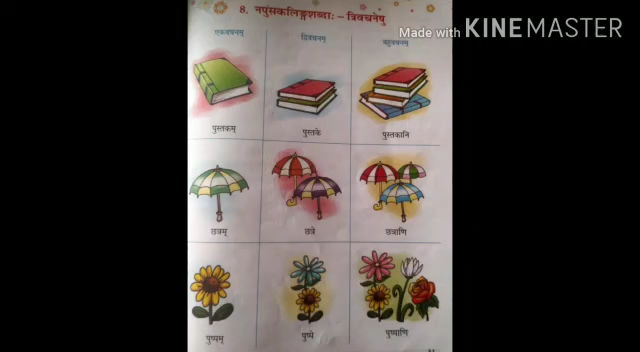 Made with KINEMASTER
४. नपुंसकलिङ्गशब्दाः – त्रिवचनेषु
एकवचनम् द्विवचनम् बहुवचनम्
पुस्तकम् पुस्तके पुस्तकानि
छत्रम् छत्रे छत्राणि
पुष्पम् पुष्पे पुष्पाणि